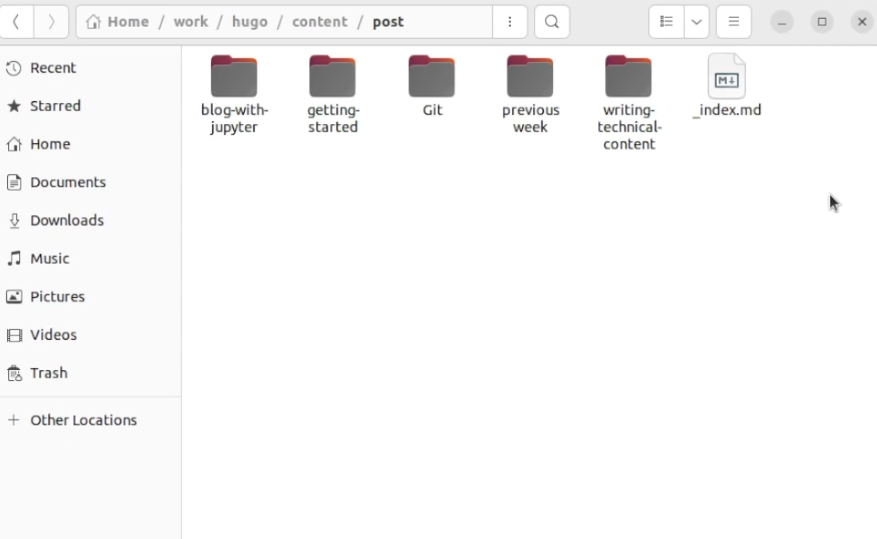 Home / work / hugo / content / post
Recent
Starred
Home
Documents
Downloads
Music
Pictures
Videos
Trash
Other Locations
blog-with-
jupyter
getting-
started
Git
previous
week
writing-
technical-
content
M↓
_index.md